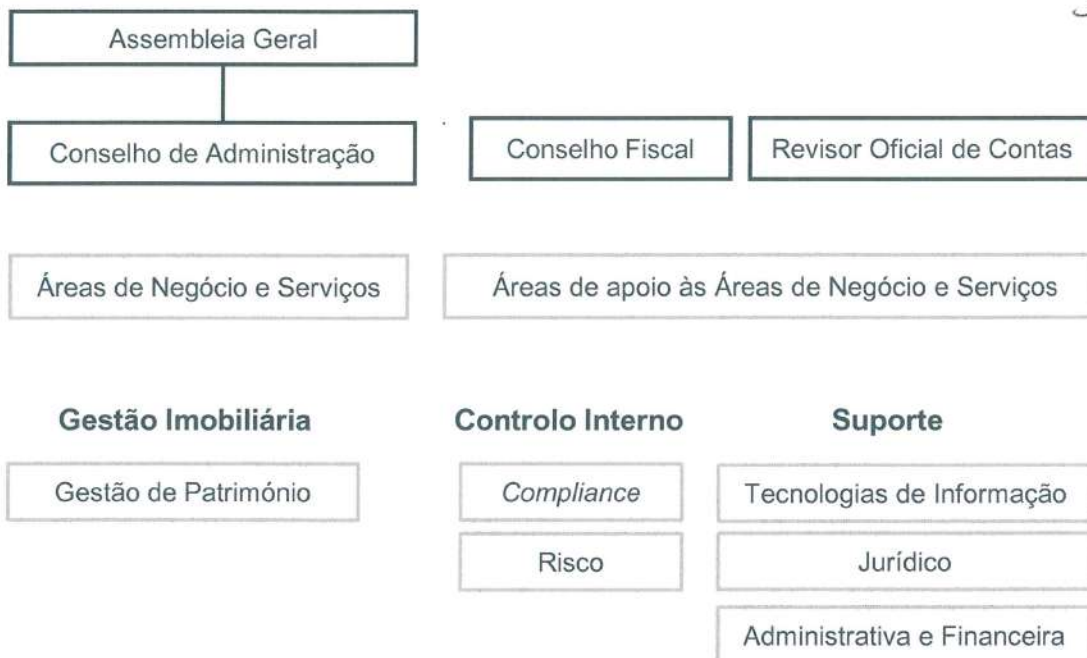 Assembleia Geral
Conselho de Administração
Conselho Fiscal
Revisor Oficial de Contas
Áreas de Negócio e Serviços
Áreas de apoio às Áreas de Negócio e Serviços
Gestão Imobiliária
Controlo Interno
Suporte
Gestão de Património
Compliance
Tecnologias de Informação
Risco
Jurídico
Administrativa e Financeira